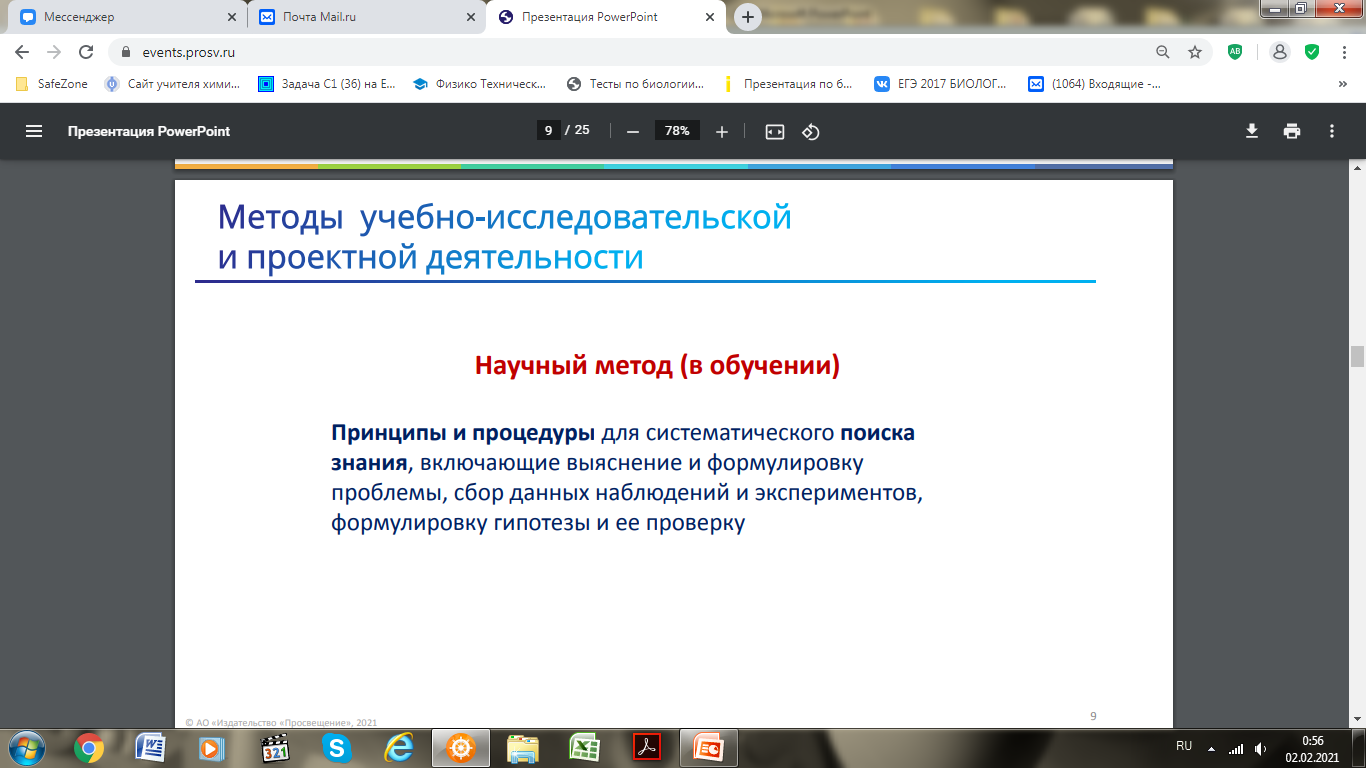 Мессенджер
Почта Mail.ru
Презентация PowerPoint
events.prosv.ru
AB
SafeZone
Сайт учителя хими...
Задача С1 (36) на Е...
Физико Техническ...
Тесты по биологии...
Презентация по б...
ЕГЭ 2017 БИОЛОГ...
(1064) Входящие -...
»
Презентация PowerPoint
9 / 25
78%
Методы учебно-исследовательской
и проектной деятельности
Научный метод (в обучении)
Принципы и процедуры для систематического поиска
знания, включающие выяснение и формулировку
проблемы, сбор данных наблюдений и экспериментов,
формулировку гипотезы и ее проверку
© АО «Издательство «Просвещение», 2021
9
321
RU
0:56
02.02.2021